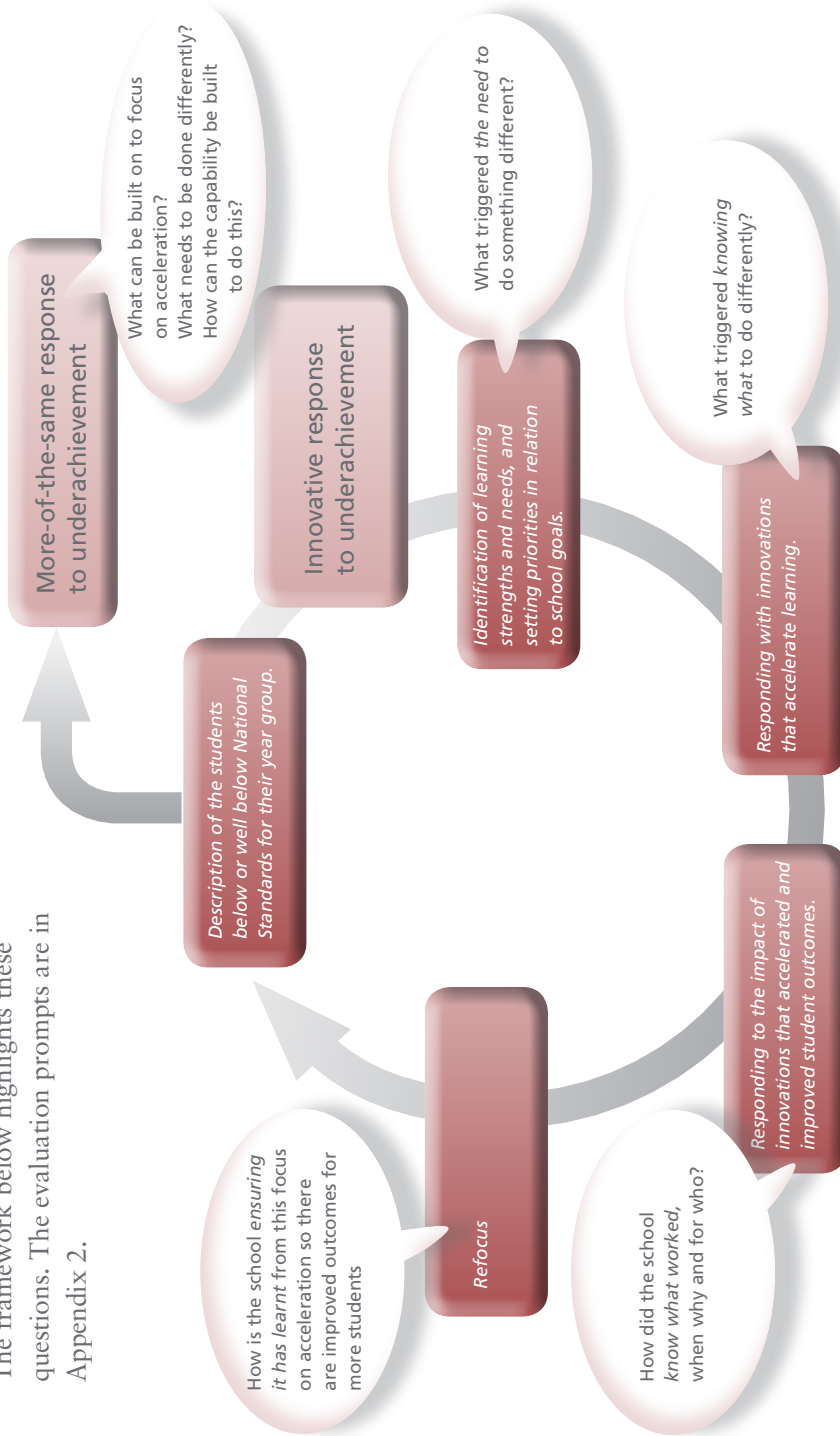 The framework below highlights these
questions. The evaluation prompts are in
Appendix 2.
More-of-the-same response
to underachievement
What can be built on to focus
on acceleration?
What needs to be done differently?
How can the capability be built
to do this?
Description of the students
below or well below National
Standards for their year group.
Innovative response
to underachievement
Identification of learning
strengths and needs, and
setting priorities in relation
to school goals.
What triggered the need to
do something different?
Responding with innovations
that accelerate learning.
What triggered knowing
what to do differently?
Responding to the impact of
innovations that accelerated and
improved student outcomes.
How did the school
know what worked,
when why and for who?
Refocus
How is the school ensuring
it has learnt from this focus
on acceleration so there
are improved outcomes for
more students